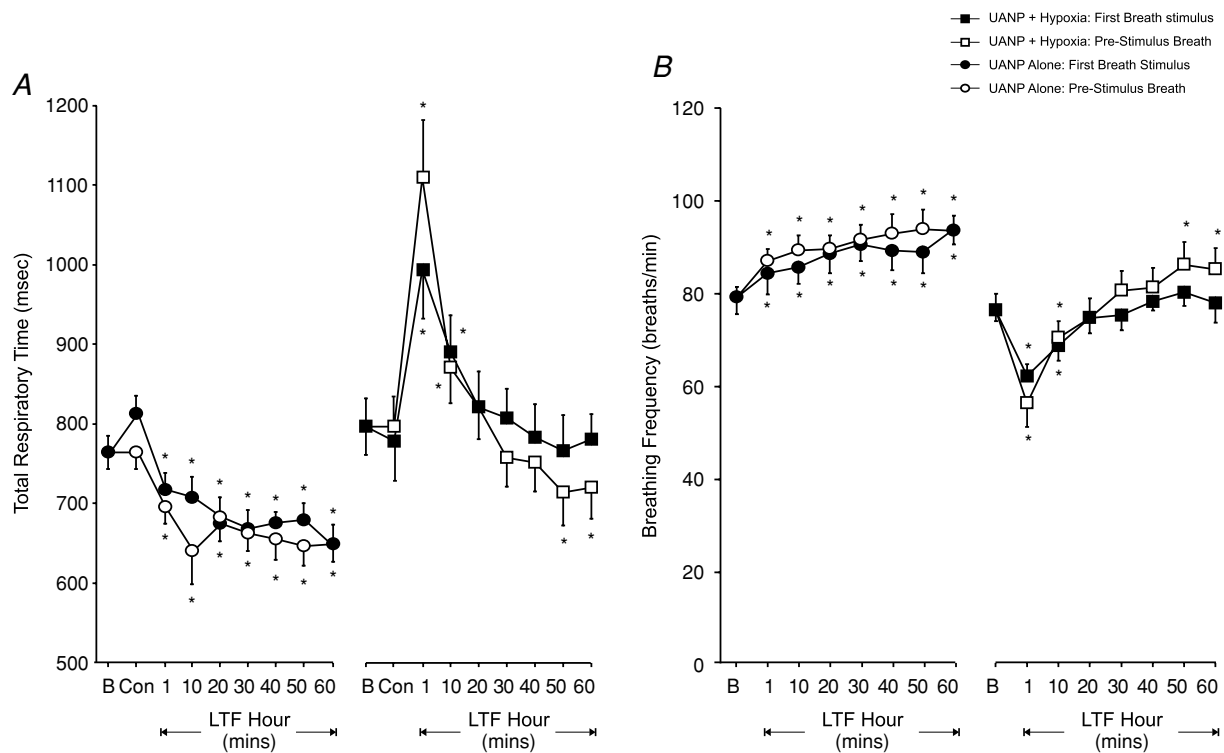 UANP + Hypoxia: First Breath stimulus
UANP + Hypoxia: Pre-Stimulus Breath
UANP Alone: First Breath Stimulus
UANP Alone: Pre-Stimulus Breath
A
Total Respiratory Time (msec)
1200
1100
1000
900
800
700
600
500
B Con 1 10 20 30 40 50 60
LTF Hour
(mins)
B Con 1 10 20 30 40 50 60
LTF Hour
(mins)
B
Breathing Frequency (breaths/min)
120
100
80
60
40
20
0
B 1 10 20 30 40 50 60
LTF Hour
(mins)
B 1 10 20 30 40 50 60
LTF Hour
(mins)